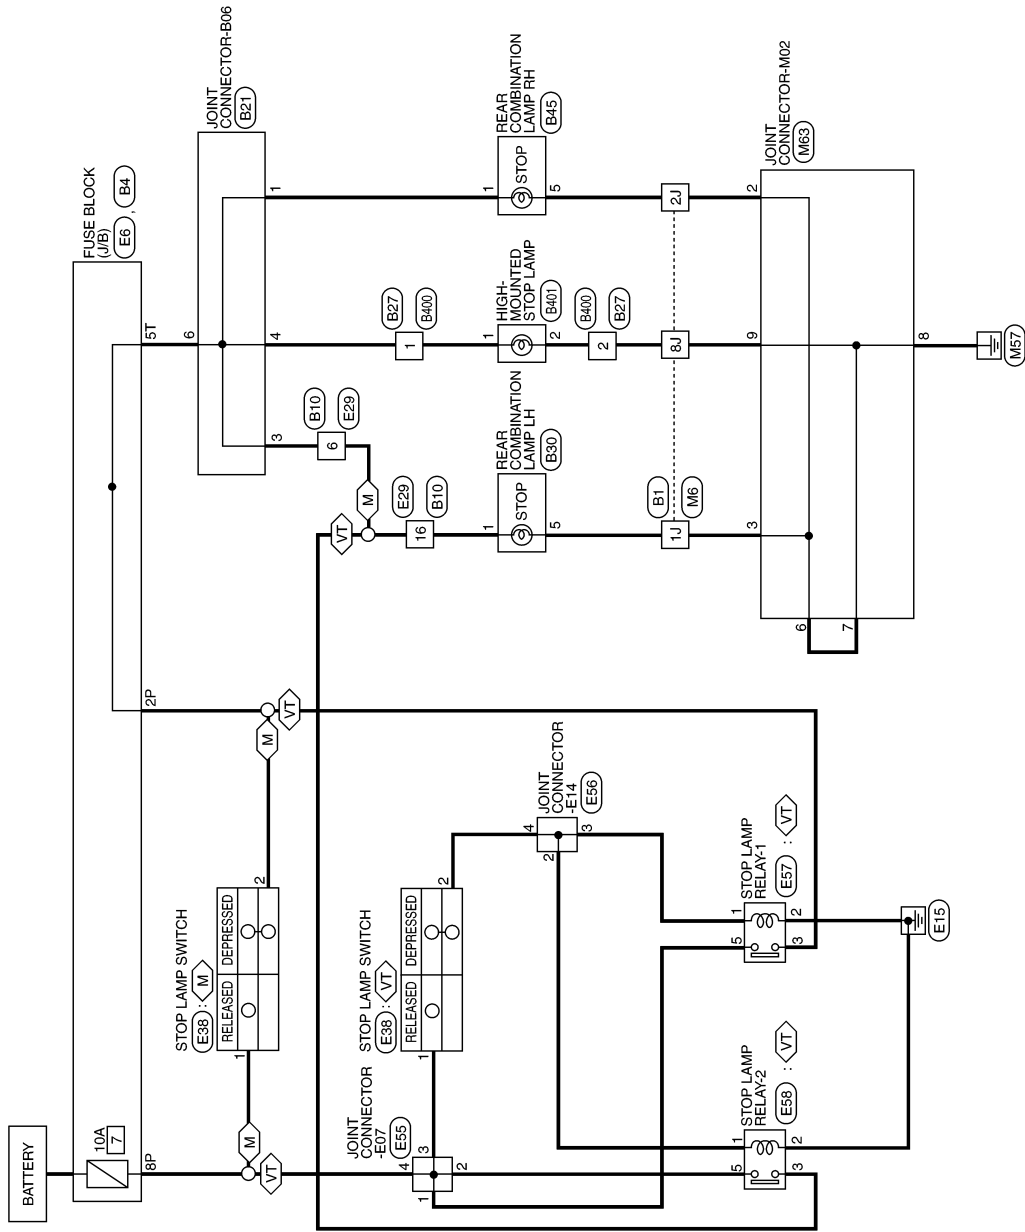 BATTERY
10A
7
8P
2P
5T
FUSE BLOCK
(J/B)
E6 , B4
M
VT
STOP LAMP SWITCH
E38 : M
RELEASED DEPRESSED
1
2
M
VT
JOINT
CONNECTOR
-E07
E55
4
3
1
2
STOP LAMP SWITCH
E38 : VT
RELEASED DEPRESSED
1
2
JOINT
CONNECTOR
-E14
E56
4
2
3
STOP LAMP
RELAY-2
E58 : VT
5
1
3
2
STOP LAMP
RELAY-1
E57 : VT
5
1
3
2
E15
JOINT
CONNECTOR-B06
B21
6
3
4
1
B10
6
E29
M
VT
E29
16
B10
B27
1
B400
REAR
COMBINATION
LAMP LH
B30
1
STOP
5
HIGH-
MOUNTED
STOP LAMP
B401
1
2
B400
2
B27
REAR
COMBINATION
LAMP RH
B45
1
STOP
5
B1
1J
M6
8J
2J
JOINT
CONNECTOR-M02
M63
3
9
2
6
7
8
M57